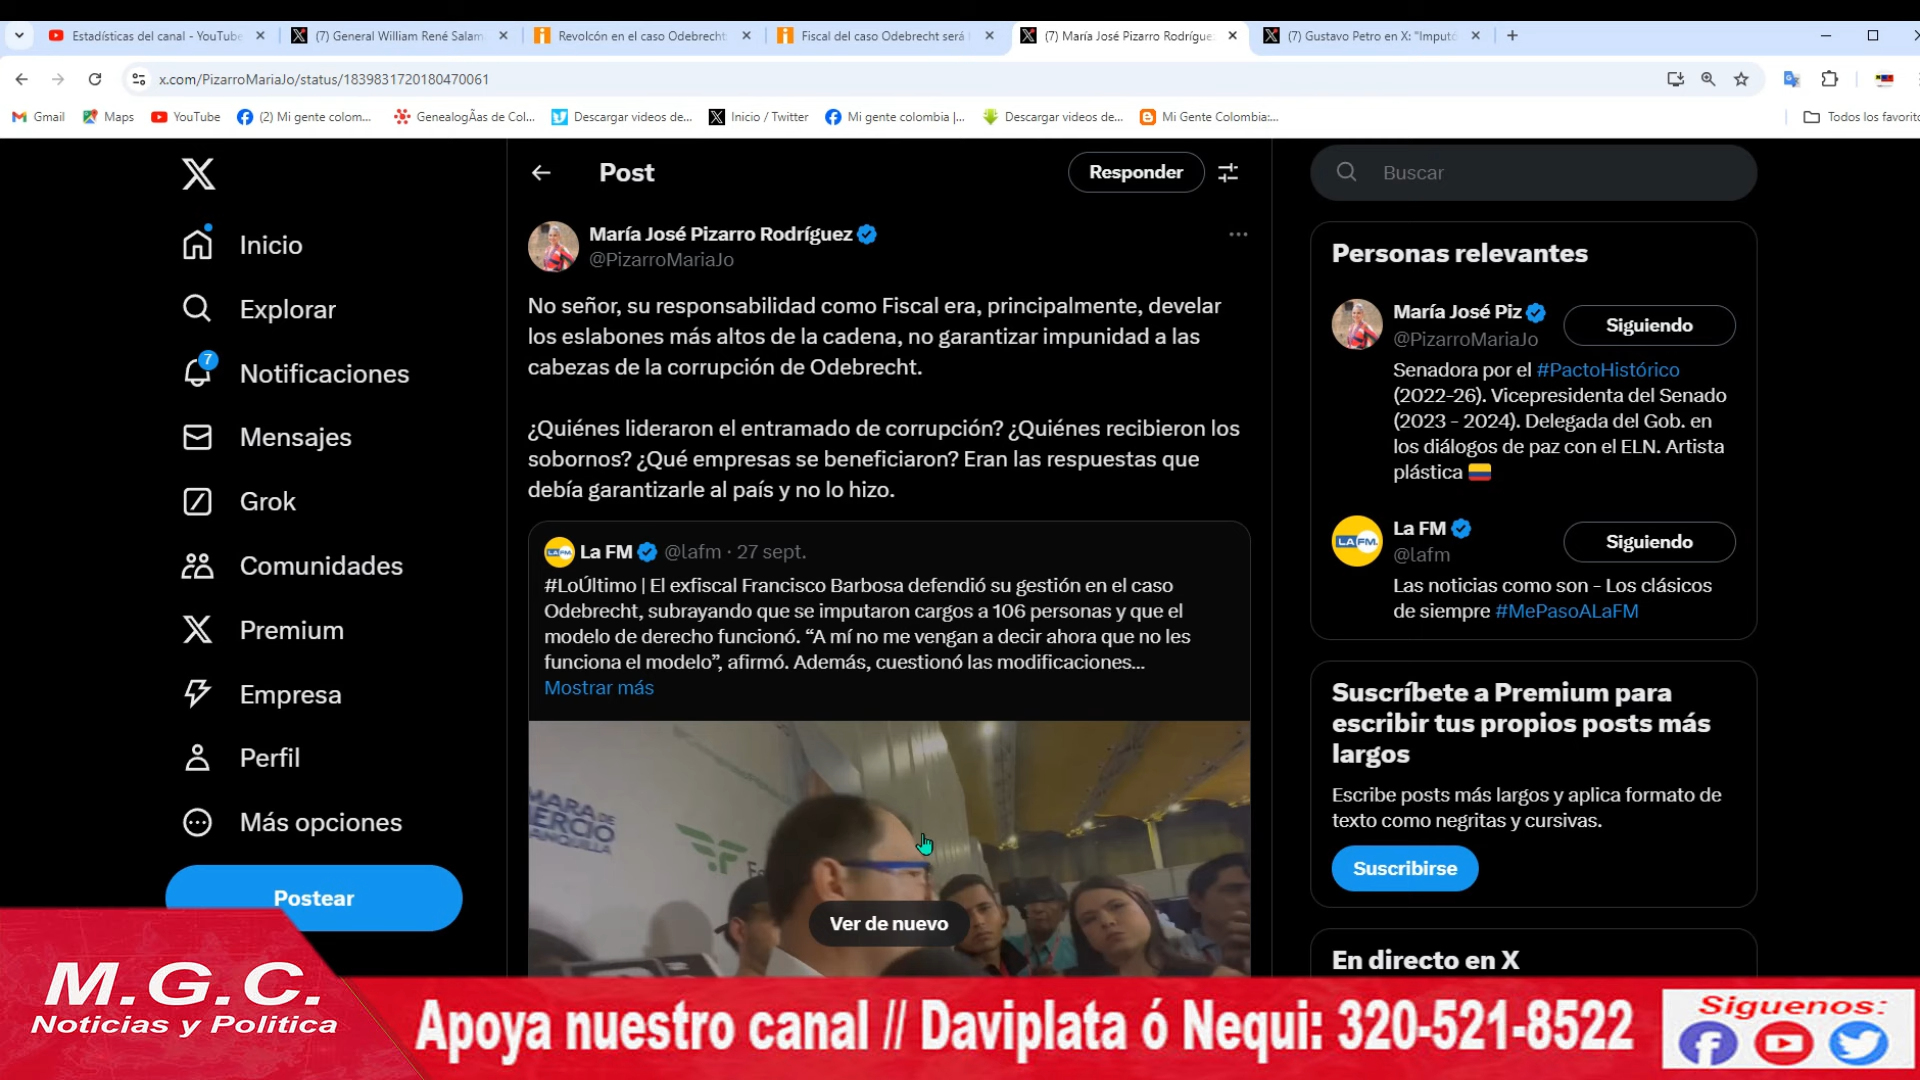 Estadísticas del canal - YouTube
(7) General William René Salam
Revolcón en el caso Odebrecht:
Fiscal del caso Odebrecht será
(7) María José Pizarro Rodrígue
(7) Gustavo Petro en X: "Imputó
x.com/PizarroMariaJo/status/1839831720180470061
Gmail
Maps
YouTube
(2) Mi gente colom...
GenealogÃas de Col...
Descargar videos de...
Inicio / Twitter
Mi gente colombia |...
Descargar videos de...
Mi Gente Colombia:...
Todos los favorito
Inicio
Explorar
7
Notificaciones
Mensajes
Grok
Comunidades
Premium
Empresa
Perfil
Más opciones
Postear
Post
Responder
María José Pizarro Rodríguez
@PizarroMariaJo
No señor, su responsabilidad como Fiscal era, principalmente, develar
los eslabones más altos de la cadena, no garantizar impunidad a las
cabezas de la corrupción de Odebrecht.
¿Quiénes lideraron el entramado de corrupción? ¿Quiénes recibieron los
sobornos? ¿Qué empresas se beneficiaron? Eran las respuestas que
debía garantizarle al país y no lo hizo.
LA FM.
La FM @lafm · 27 sept.
#LoÚltimo | El exfiscal Francisco Barbosa defendió su gestión en el caso
Odebrecht, subrayando que se imputaron cargos a 106 personas y que el
modelo de derecho funcionó. “A mí no me vengan a decir ahora que no les
funciona el modelo”, afirmó. Además, cuestionó las modificaciones...
Mostrar más
Ver de nuevo
Buscar
Personas relevantes
María José Piz
@PizarroMariaJo
Siguiendo
Senadora por el #PactoHistórico
(2022-26). Vicepresidenta del Senado
(2023 - 2024). Delegada del Gob. en
los diálogos de paz con el ELN. Artista
plástica
LA FM.
La FM
@lafm
Siguiendo
Las noticias como son - Los clásicos
de siempre #MePasoALaFM
Suscríbete a Premium para
escribir tus propios posts más
largos
Escribe posts más largos y aplica formato de
texto como negritas y cursivas.
Suscribirse
En directo en X
M.G.C.
Noticias y Politica
Apoya nuestro canal // Daviplata ó Nequi: 320-521-8522
Siguenos: